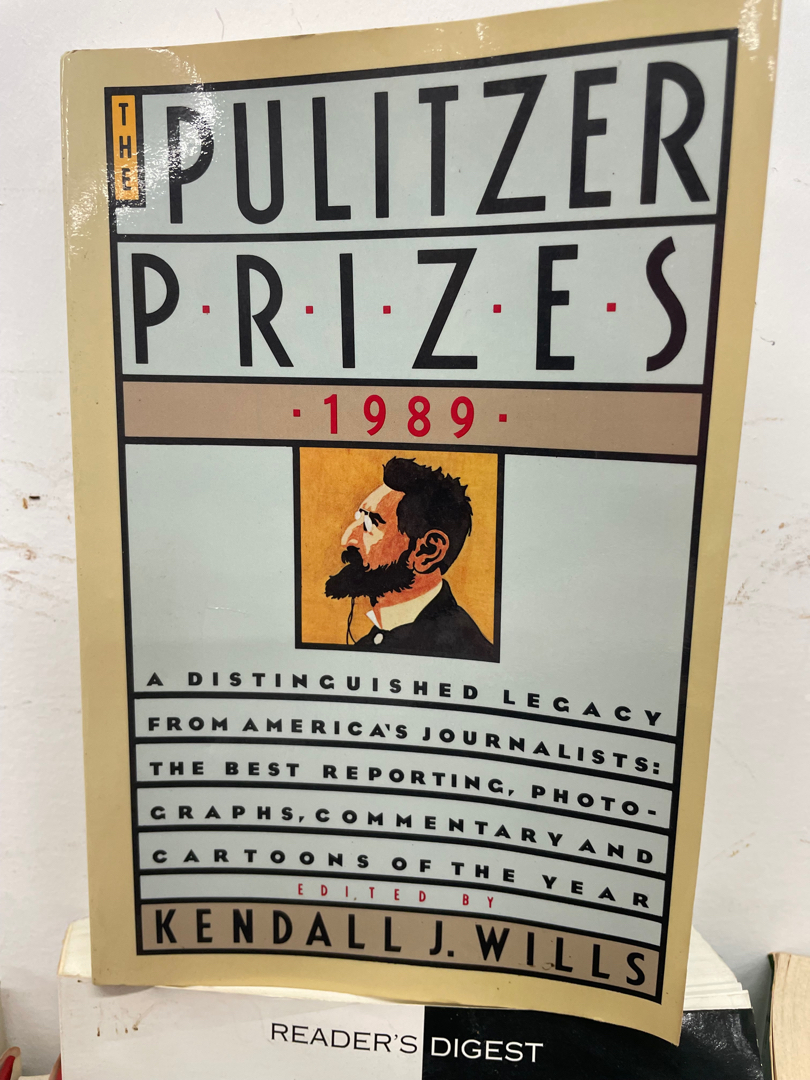 THE
PULITZER
P·R·I·Z·E·S
·1989·
A DISTINGUISHED LEGACY
FROM AMERICA'S JOURNALISTS:
THE BEST REPORTING, PHOTO-
GRAPHS, COMMENTARY AND
CARTOONS OF THE YEAR
EDITED BY
KENDALL J. WILLS
READER'S DIGEST